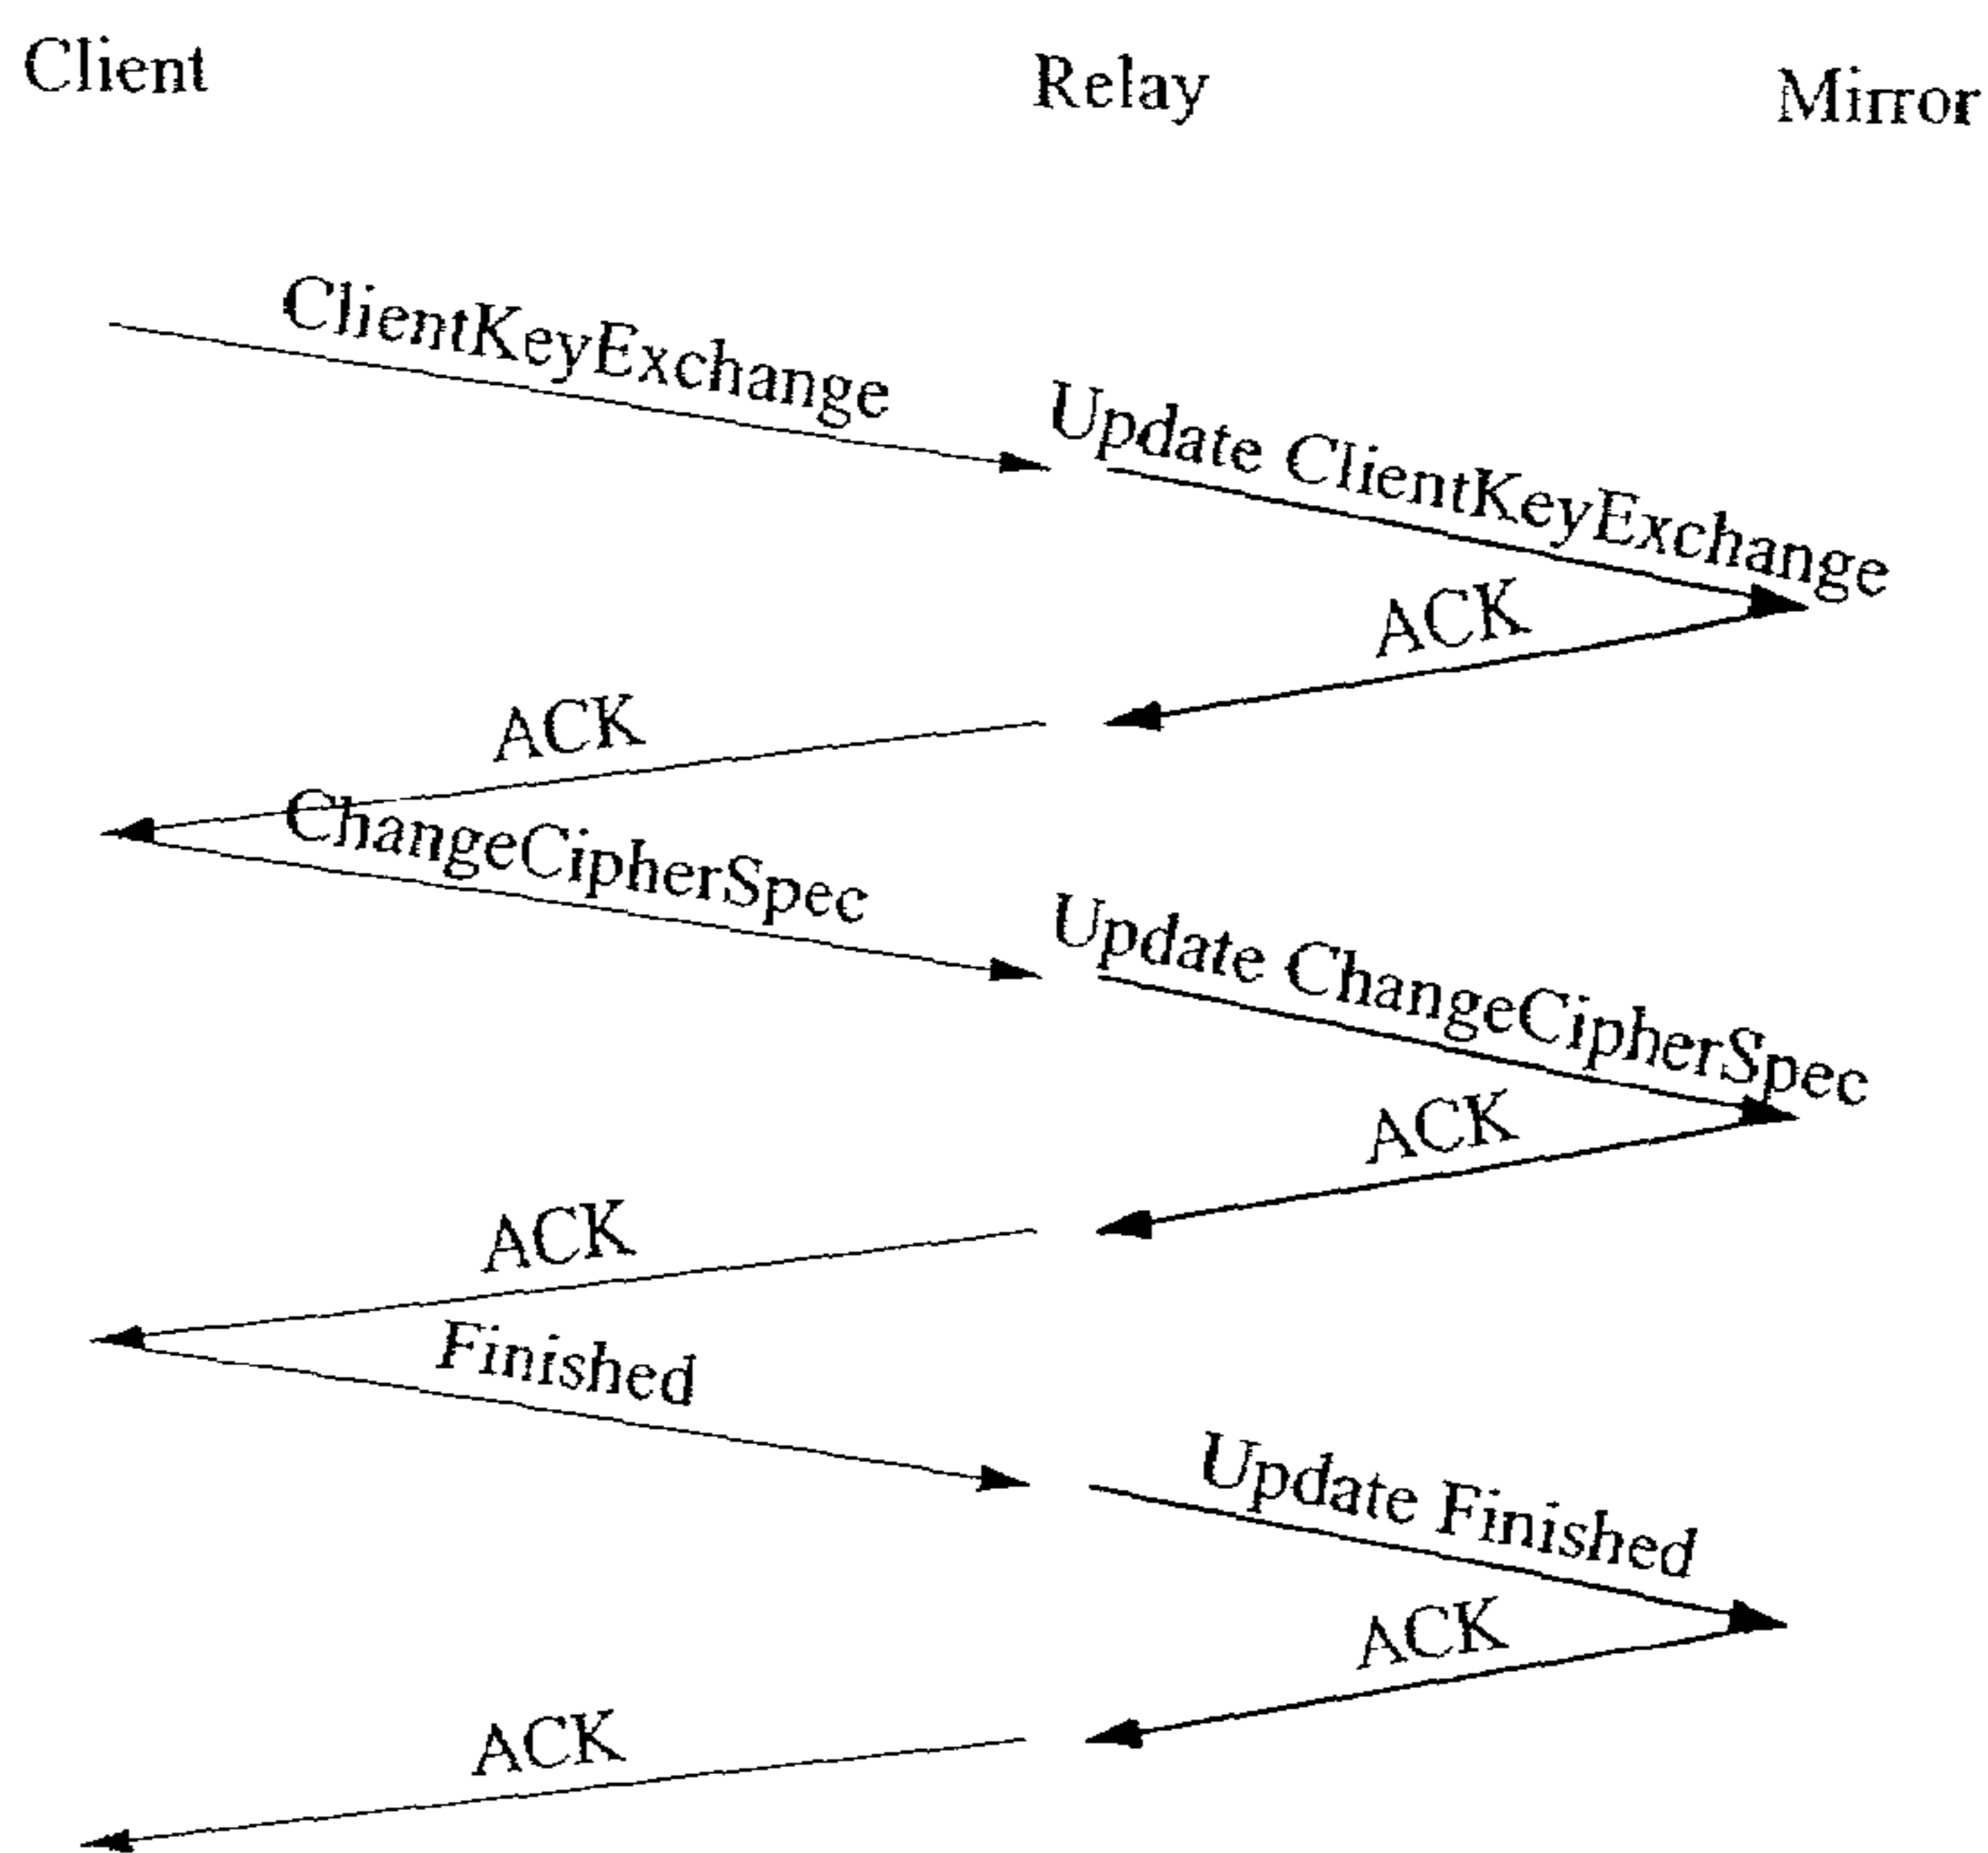 Client
Relay
Mirror
ClientKeyExchange
Update ClientKeyExchange
ACK
ACK
ChangeCipherSpec
Update ChangeCipherSpec
ACK
ACK
Finished
Update Finished
ACK
ACK